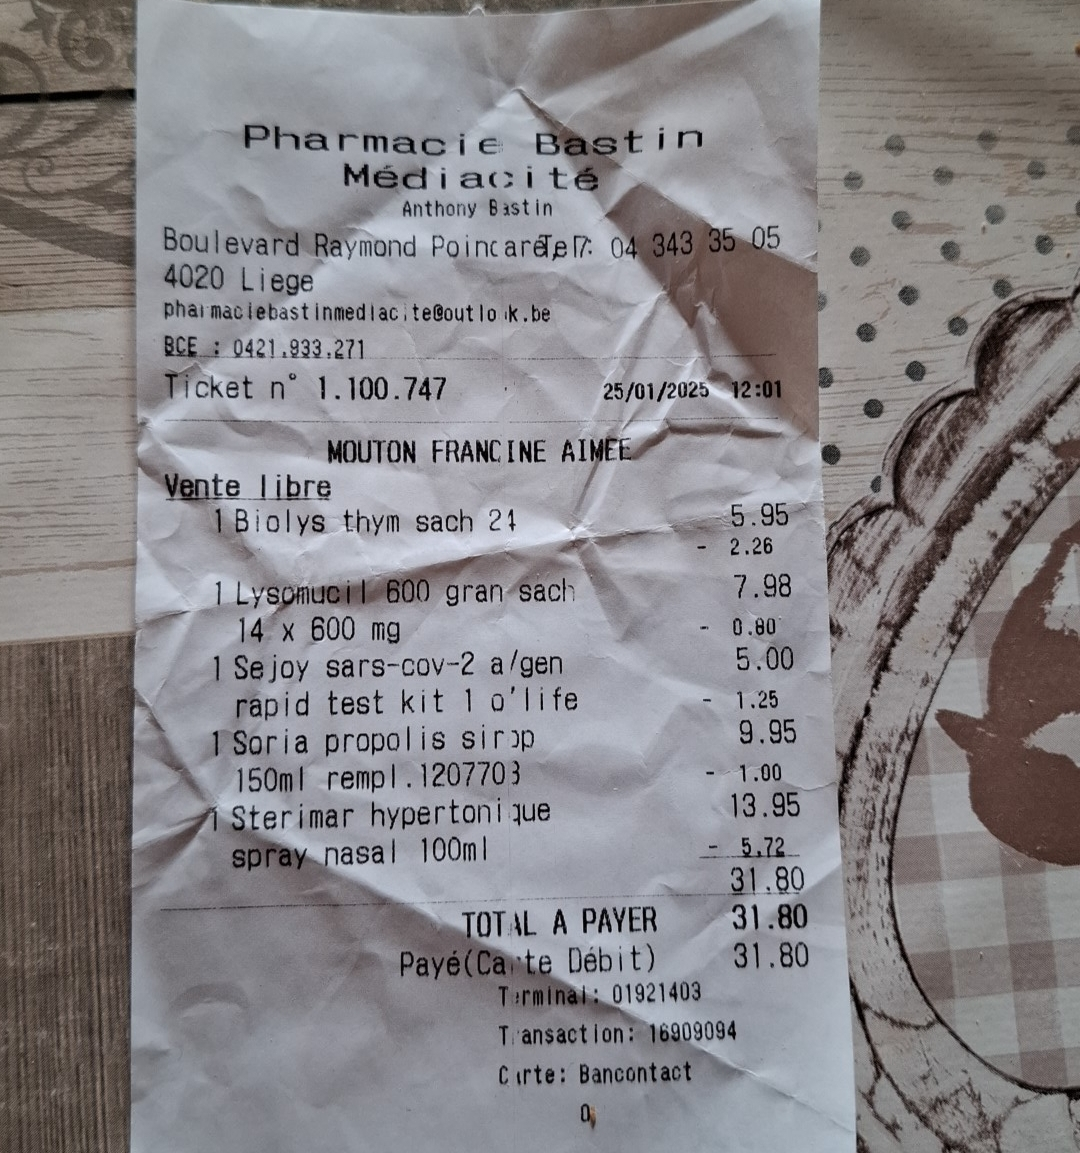 Pharmacie Bastin
Médiacité
Anthony Bastin
Boulevard Raymond Poincaré, 7 Tel: 04 343 35 05
4020 Liege
pharmaciebastinmediacite@outlook.be
BCE : 0421.933.271
Ticket n° 1.100.747 25/01/2025 12:01
MOUTON FRANCINE AIMEE
Vente libre
1 Biolys thym sach 24 5.95
- 2.26
1 Lysomucil 600 gran sach 7.98
14 x 600 mg - 0.80
1 Sejoy sars-cov-2 a/gen 5.00
rapid test kit 1 o'life - 1.25
1 Soria propolis sirop 9.95
150ml rempl.1207703 - 1.00
1 Sterimar hypertonique 13.95
spray nasal 100ml - 5.72
31.80
TOTAL A PAYER 31.80
Payé(Carte Débit) 31.80
Terminal: 01921403
Transaction: 16909094
Carte: Bancontact
0